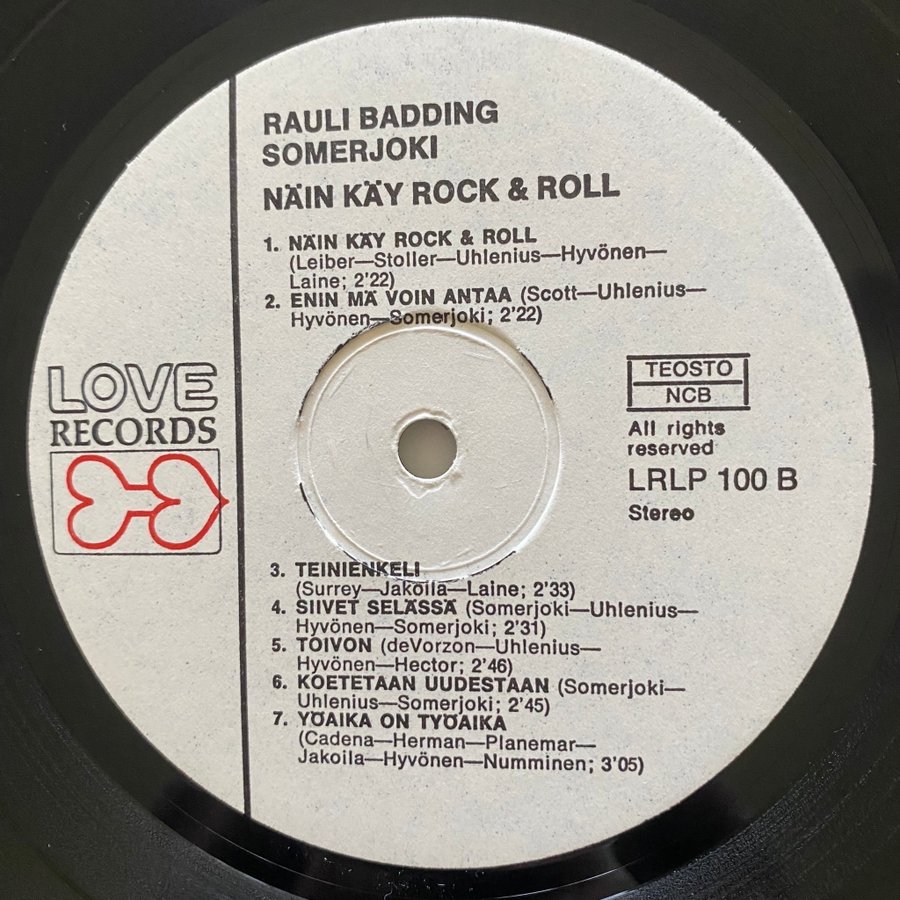 RAULI BADDING
SOMERJOKI
NÄIN KÄY ROCK & ROLL
1. NÄIN KÄY ROCK & ROLL
(Leiber—Stoller—Uhlenius—Hyvönen—
Laine; 2'22)
2. ENIN MÄ VOIN ANTAA (Scott—Uhlenius—
Hyvönen—Somerjoki; 2'22)
LOVE
RECORDS
TEOSTO
NCB
All rights
reserved
LRLP 100 B
Stereo
3. TEINIENKELI
(Surrey—Jakoila—Laine; 2'33)
4. SIIVET SELÄSSÄ (Somerjoki—Uhlenius—
Hyvönen—Somerjoki; 2'31)
5. TOIVON (deVorzon—Uhlenius—
Hyvönen—Hector; 2'46)
6. KOETETAAN UUDESTAAN (Somerjoki—
Uhlenius—Somerjoki; 2'45)
7. YÖAIKA ON TYÖAIKA
(Cadena—Herman—Planemar—
Jakoila—Hyvönen—Numminen; 3'05)